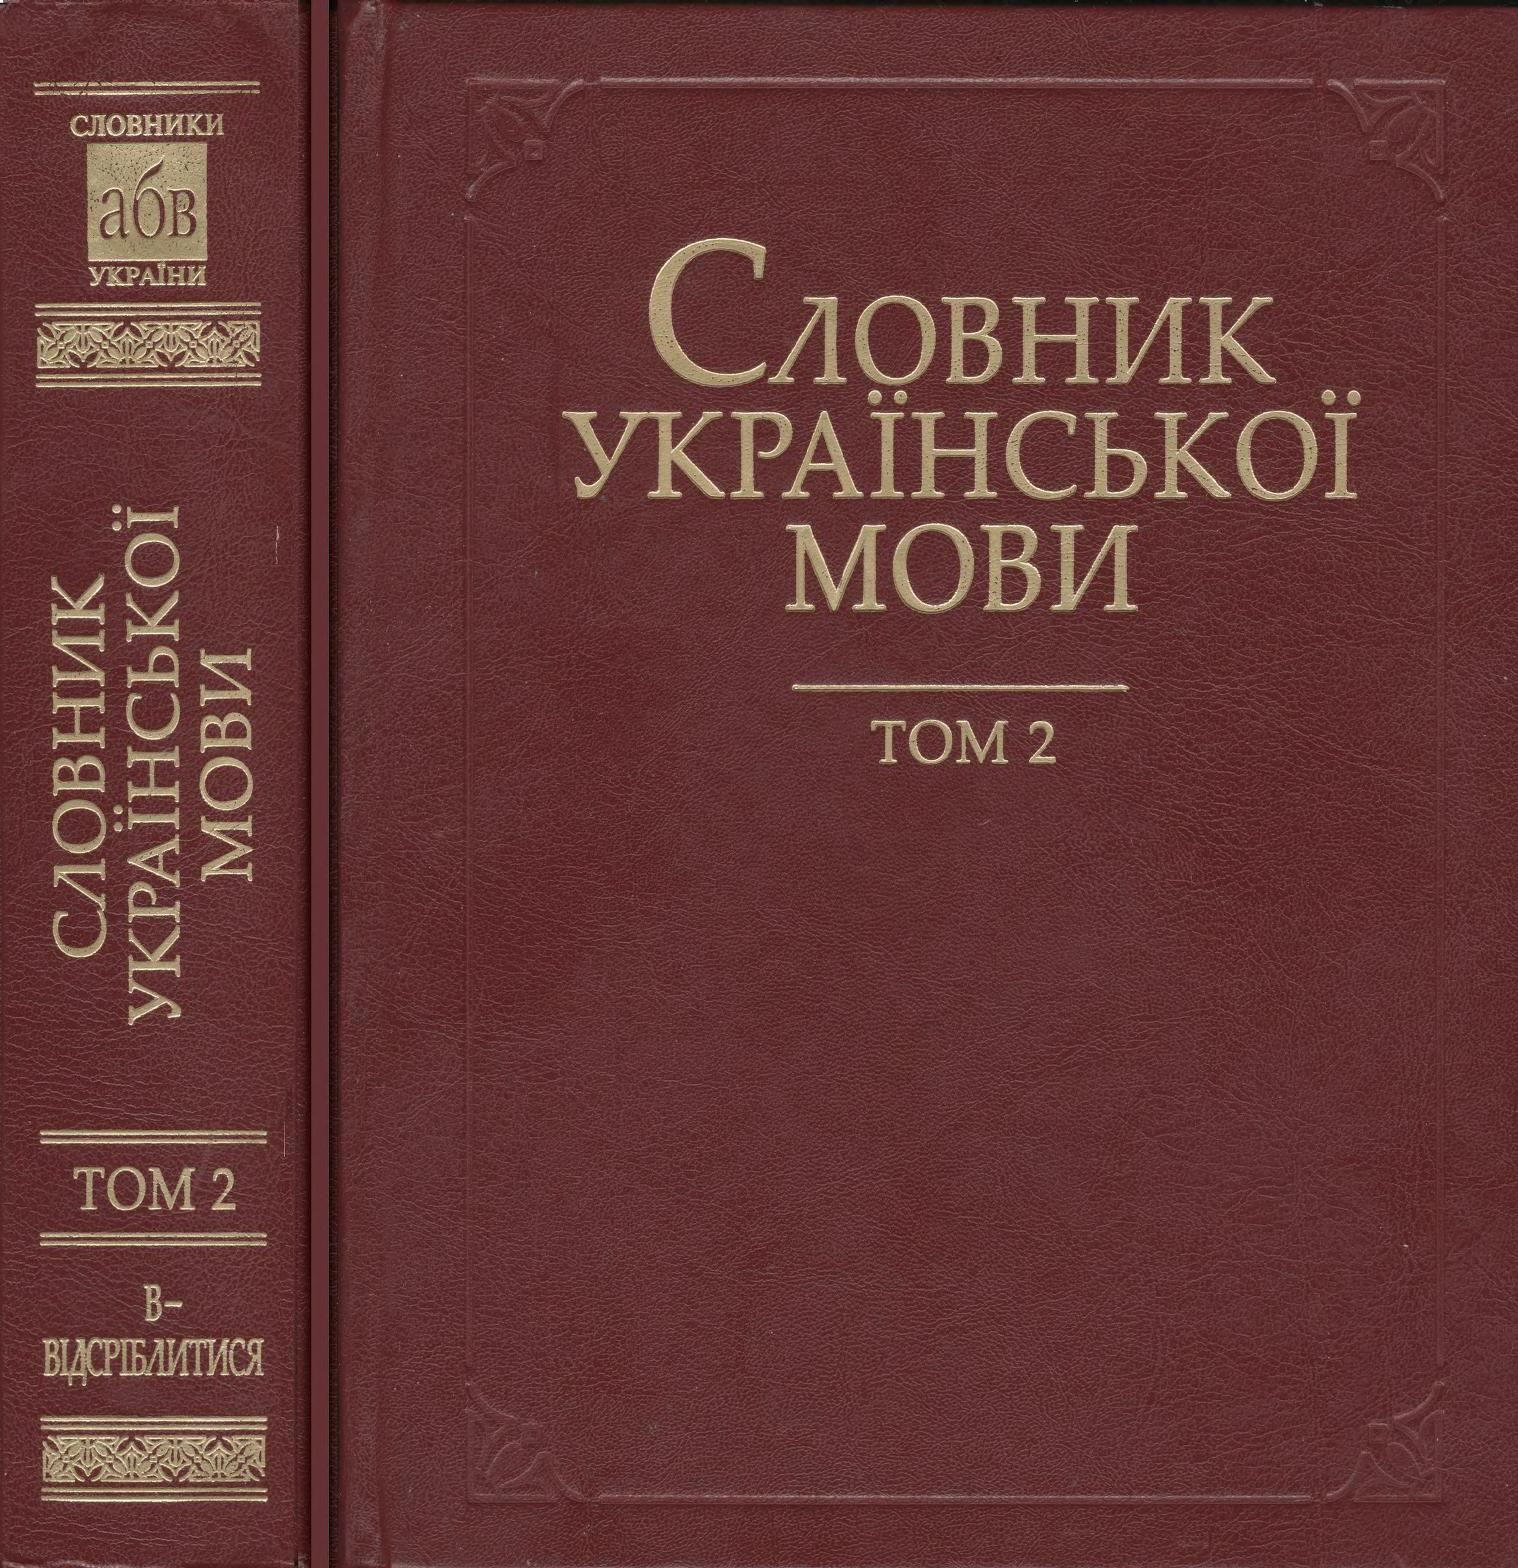 СЛОВНИКИ
абв
УКРАЇНИ
СЛОВНИК
УКРАЇНСЬКОЇ
МОВИ
ТОМ 2
В–
ВІДСРІБЛИТИСЯ
СЛОВНИК
УКРАЇНСЬКОЇ
МОВИ
ТОМ 2